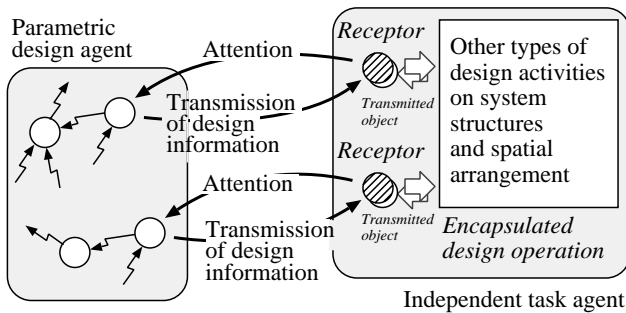 Parametric
design agent
Attention
Transmission
of design
information
Attention
Transmission
of design
information
Receptor
Transmitted
object
Receptor
Transmitted
object
Other types of
design activities
on system
structures
and spatial
arrangement
Encapsulated
design operation
Independent task agent